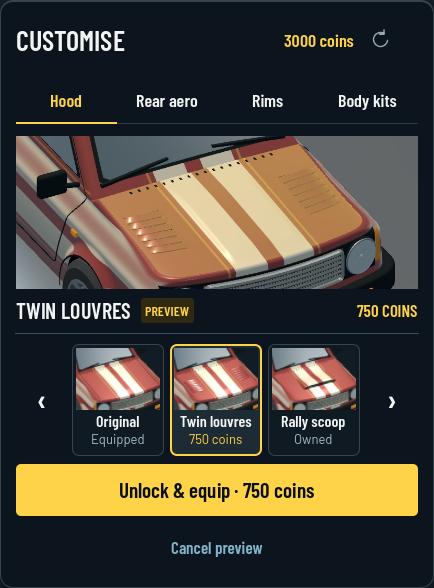 CUSTOMISE
3000 coins
Hood Rear aero Rims Body kits
TWIN LOUVRES PREVIEW 750 COINS
Original Twin louvres Rally scoop
Equipped 750 coins Owned
Unlock & equip · 750 coins
Cancel preview